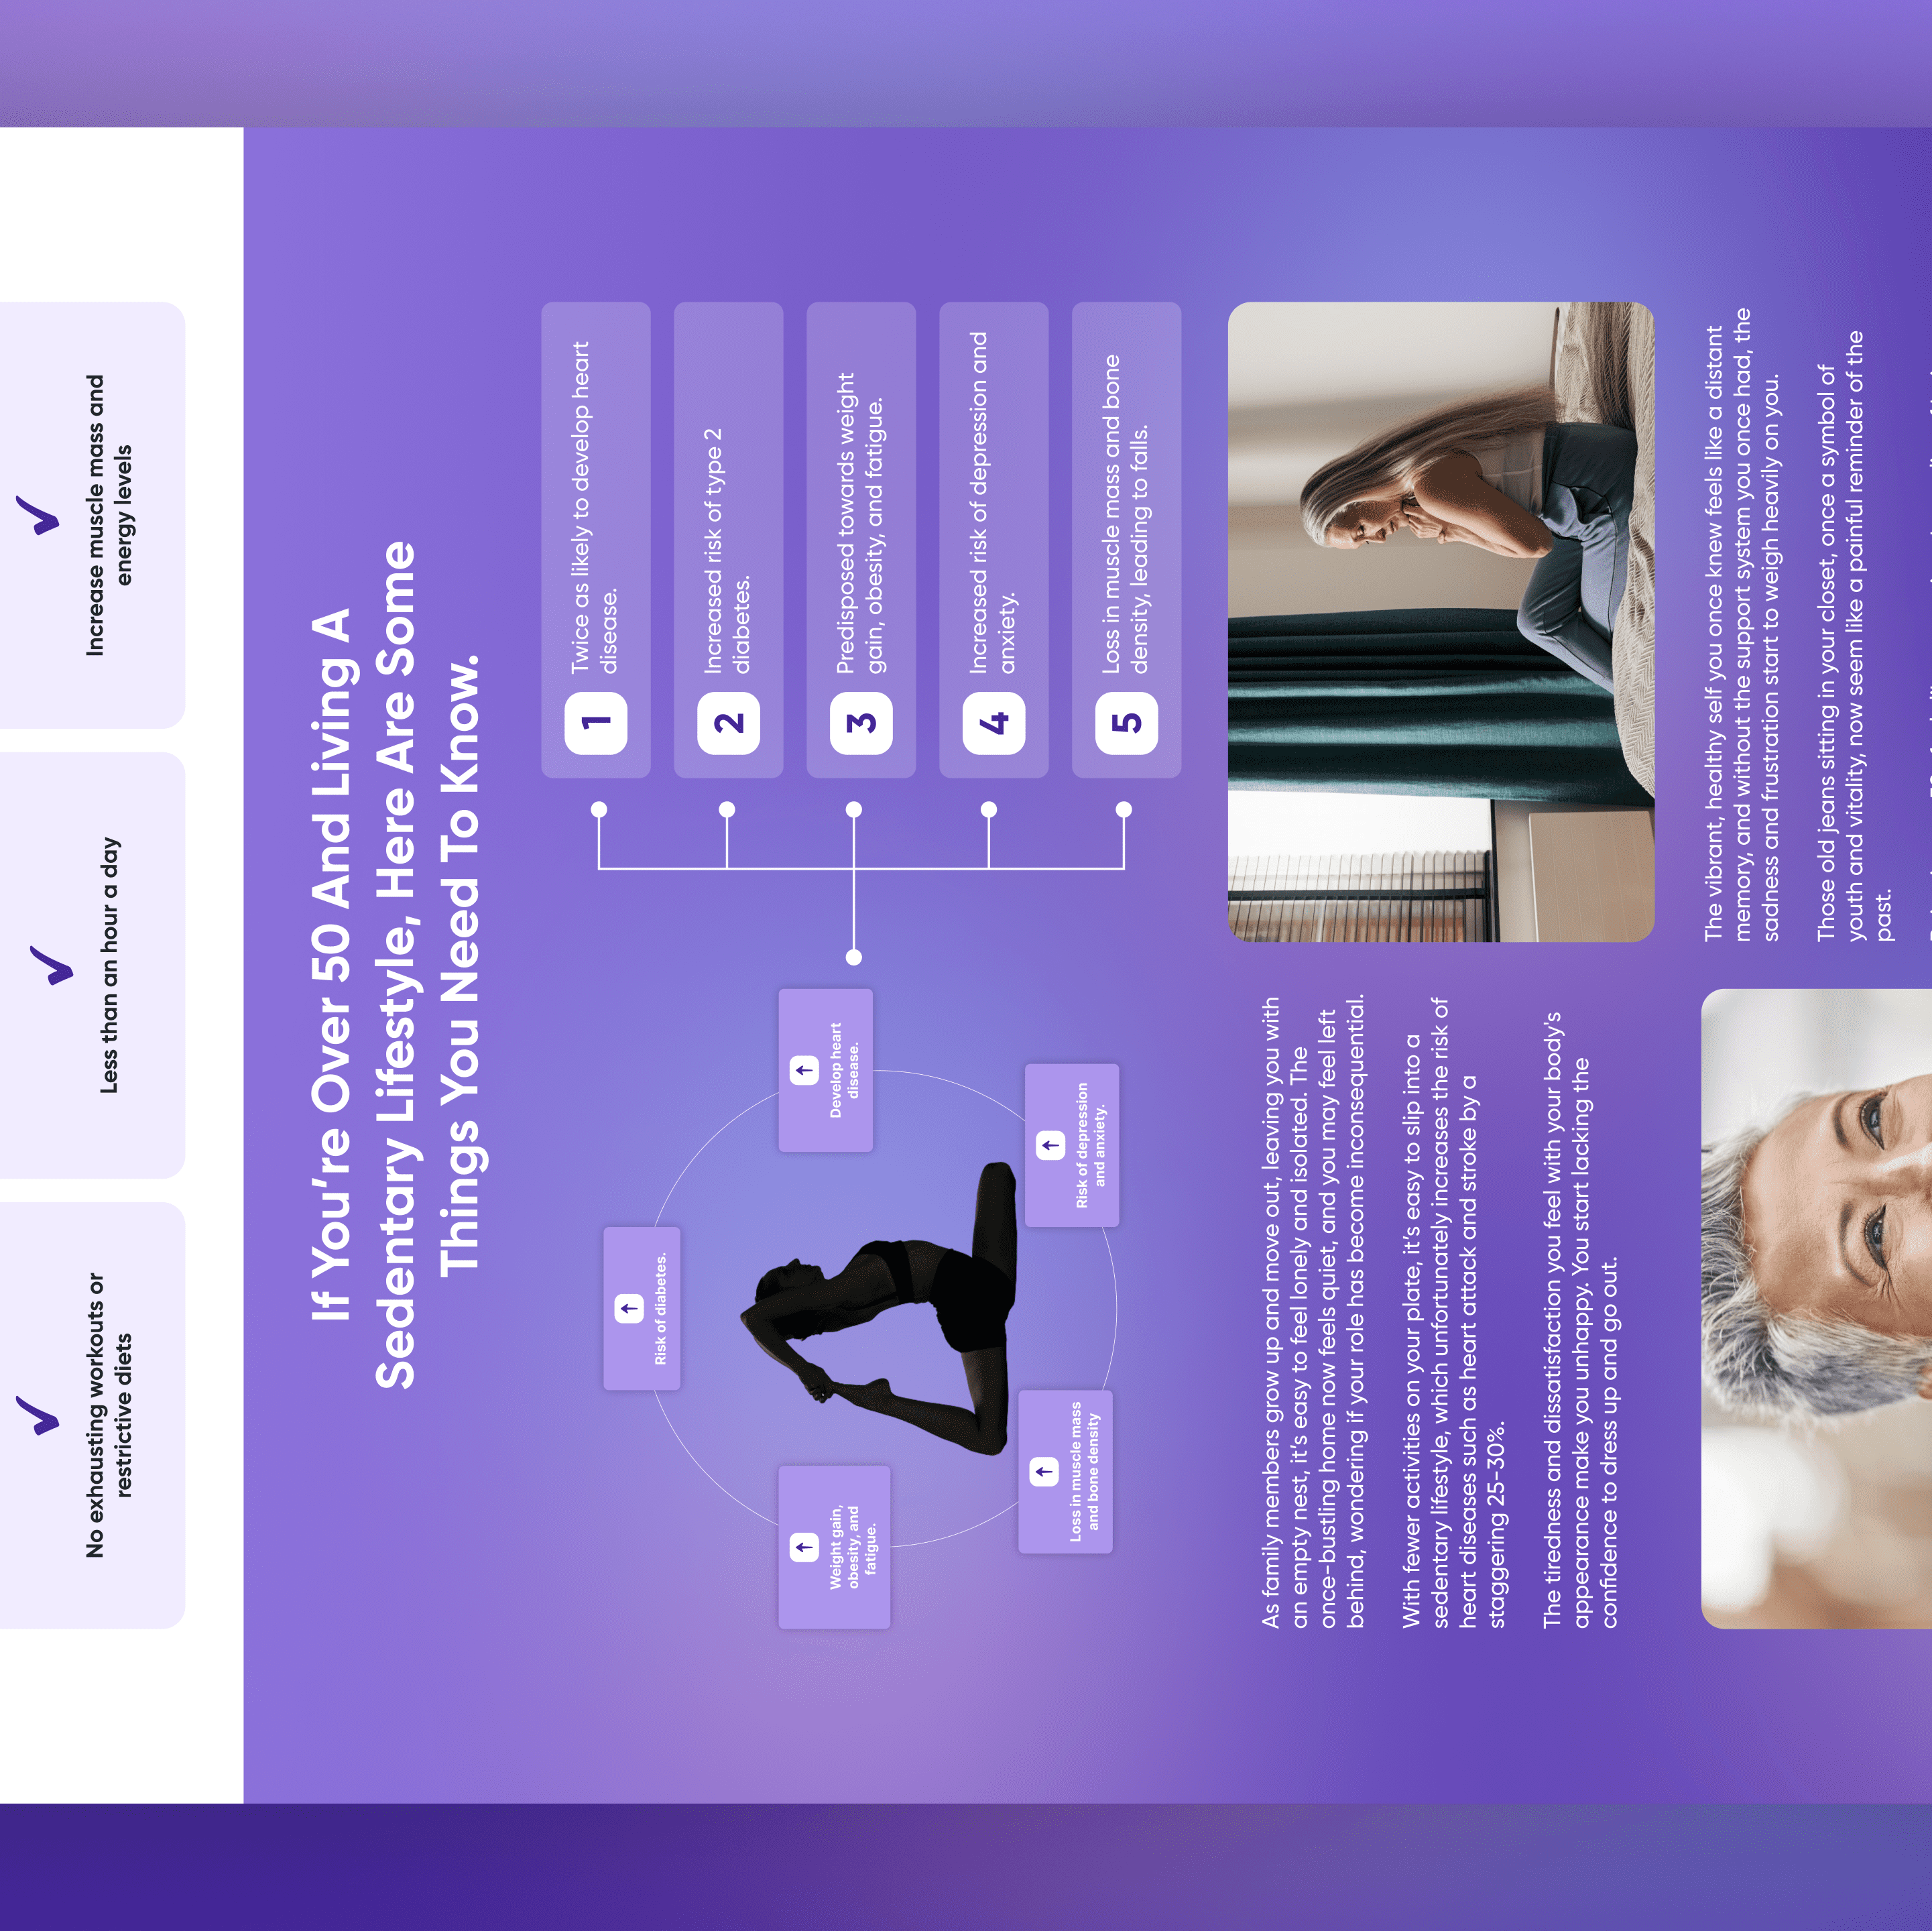 No exhausting workouts or
restrictive diets
Less than an hour a day
Increase muscle mass and
energy levels
If You're Over 50 And Living A
Sedentary Lifestyle, Here Are Some
Things You Need To Know.
Risk of diabetes.
Weight gain,
obesity, and
fatigue.
Develop heart
disease.
Loss in muscle mass
and bone density
Risk of depression
and anxiety.
1
Twice as likely to develop heart
disease.
2
Increased risk of type 2
diabetes.
3
Predisposed towards weight
gain, obesity, and fatigue.
4
Increased risk of depression and
anxiety.
5
Loss in muscle mass and bone
density, leading to falls.
As family members grow up and move out, leaving you with
an empty nest, it's easy to feel lonely and isolated. The
once-bustling home now feels quiet, and you may feel left
behind, wondering if your role has become inconsequential.
With fewer activities on your plate, it's easy to slip into a
sedentary lifestyle, which unfortunately increases the risk of
heart diseases such as heart attack and stroke by a
staggering 25-30%.
The tiredness and dissatisfaction you feel with your body's
appearance make you unhappy. You start lacking the
confidence to dress up and go out.
The vibrant, healthy self you once knew feels like a distant
memory, and without the support system you once had, the
sadness and frustration start to weigh heavily on you.
Those old jeans sitting in your closet, once a symbol of
youth and vitality, now seem like a painful reminder of the
past.